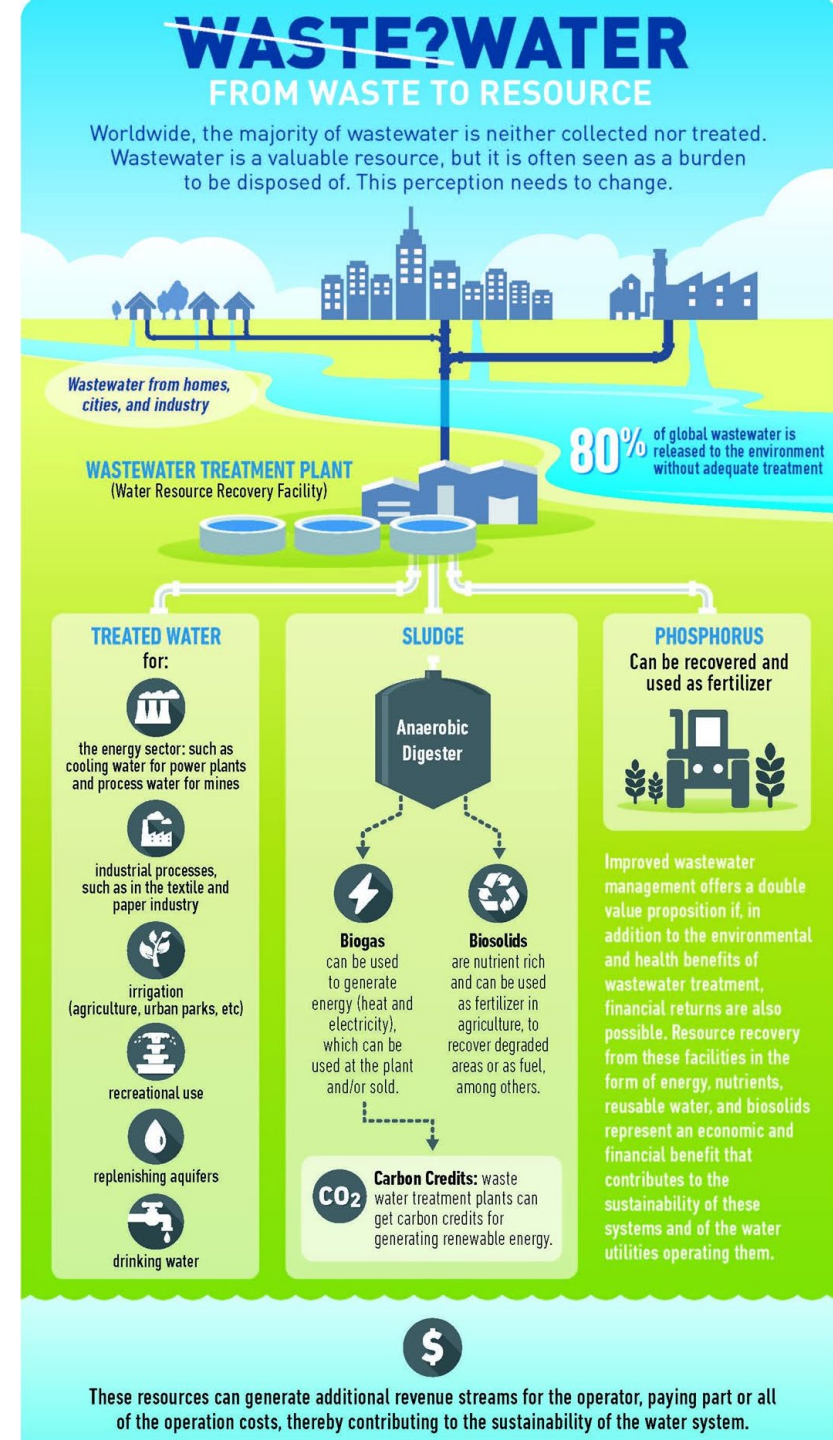 WASTE?WATER
FROM WASTE TO RESOURCE
Worldwide, the majority of wastewater is neither collected nor treated.
Wastewater is a valuable resource, but it is often seen as a burden
to be disposed of. This perception needs to change.
Wastewater from homes,
cities, and industry
80% of global wastewater is
released to the environment
without adequate treatment
WASTEWATER TREATMENT PLANT
(Water Resource Recovery Facility)
TREATED WATER
for:
the energy sector: such as
cooling water for power plants
and process water for mines
industrial processes,
such as in the textile and
paper industry
irrigation
(agriculture, urban parks, etc)
recreational use
replenishing aquifers
drinking water
SLUDGE
Anaerobic
Digester
Biogas
can be used
to generate
energy (heat and
electricity),
which can be
used at the plant
and/or sold.
Biosolids
are nutrient rich
and can be used
as fertilizer in
agriculture, to
recover degraded
areas or as fuel,
among others.
CO2
Carbon Credits: waste
water treatment plants can
get carbon credits for
generating renewable energy.
PHOSPHORUS
Can be recovered and
used as fertilizer
Improved wastewater
management offers a double
value proposition if, in
addition to the environmental
and health benefits of
wastewater treatment,
financial returns are also
possible. Resource recovery
from these facilities in the
form of energy, nutrients,
reusable water, and biosolids
represent an economic and
financial benefit that
contributes to the
sustainability of these
systems and of the water
utilities operating them.
$
These resources can generate additional revenue streams for the operator, paying part or all
of the operation costs, thereby contributing to the sustainability of the water system.